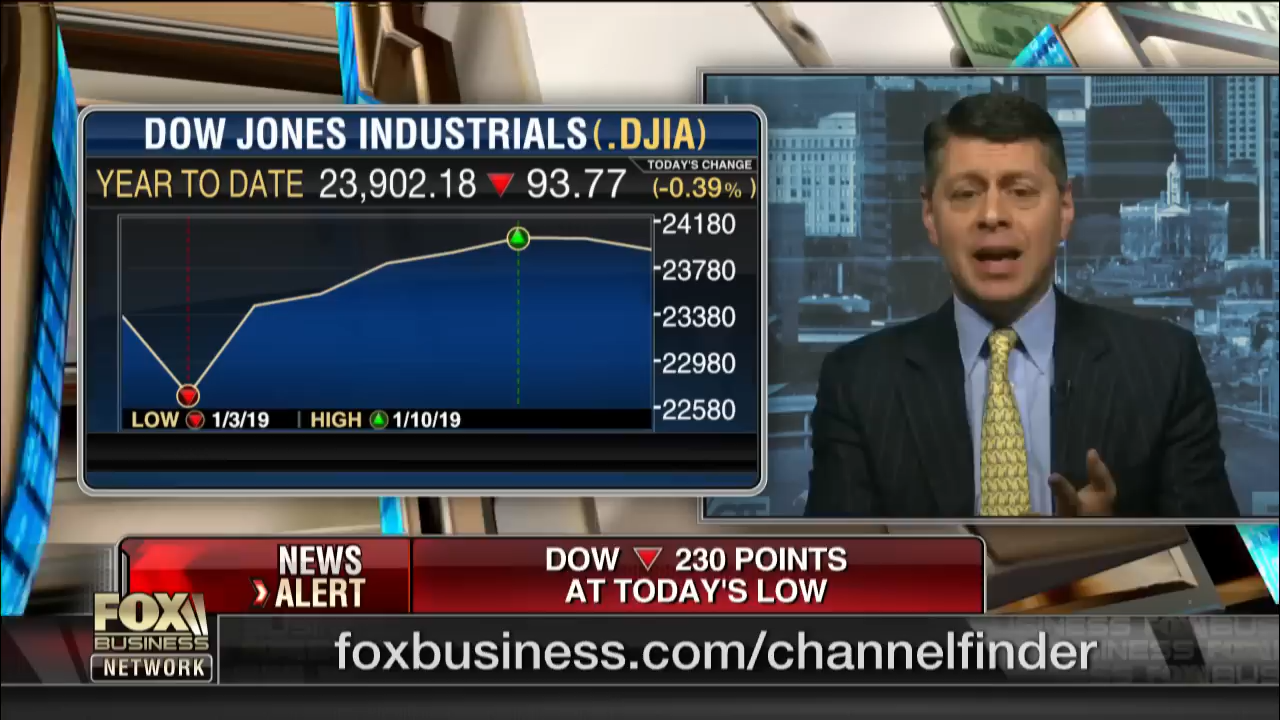 DOW JONES INDUSTRIALS (.DJIA)
TODAY'S CHANGE
YEAR TO DATE 23,902.18 93.77 (-0.39%)
24180
23780
23380
22980
22580
LOW 1/3/19 | HIGH 1/10/19
NEWS
ALERT
DOW 230 POINTS
AT TODAY'S LOW
FOX
BUSINESS
NETWORK
foxbusiness.com/channelfinder